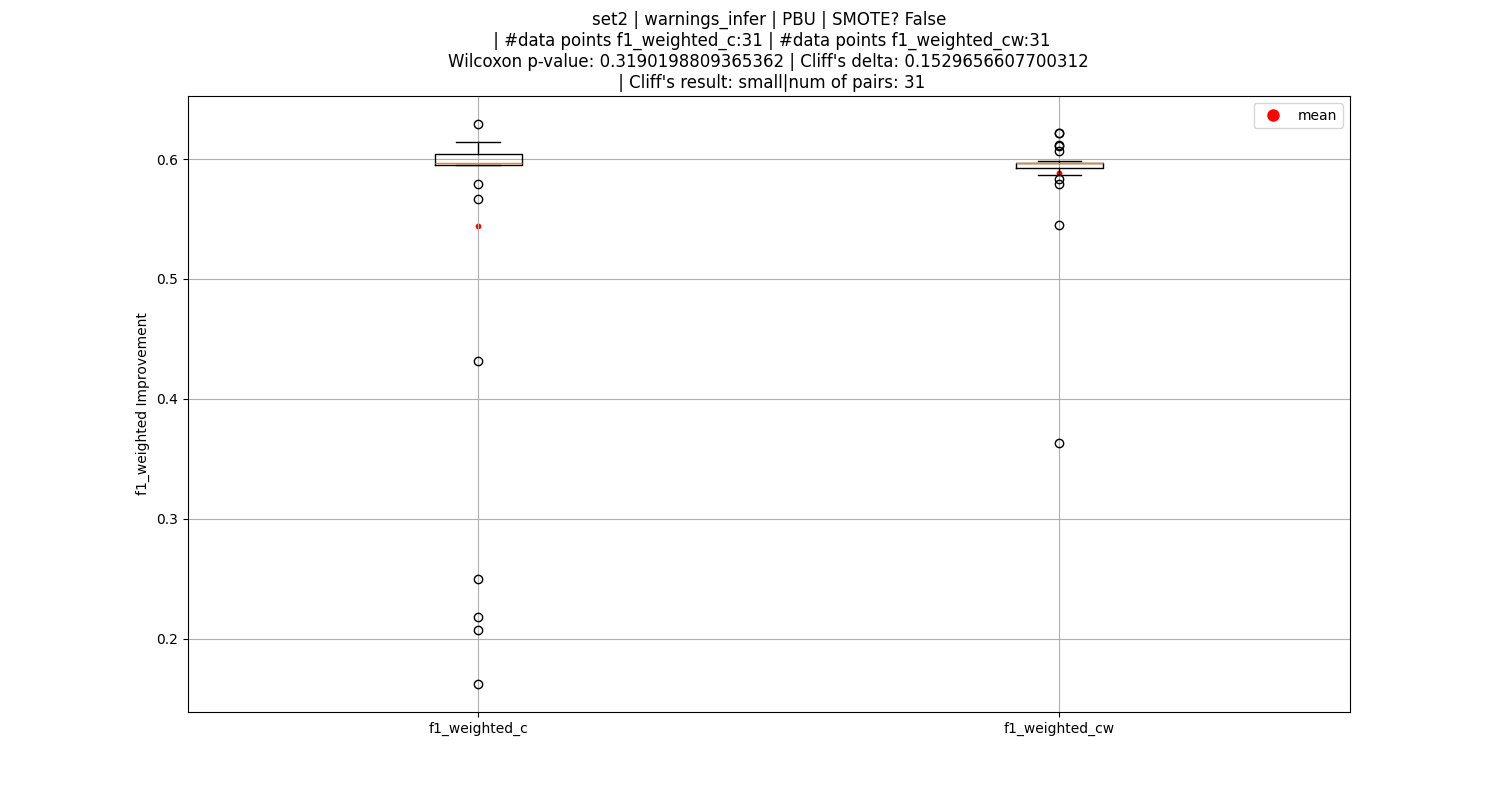 set2 | warnings_infer | PBU | SMOTE? False
| #data points f1_weighted_c:31 | #data points f1_weighted_cw:31
Wilcoxon p-value: 0.3190198809365362 | Cliff's delta: 0.1529656607700312
| Cliff's result: small|num of pairs: 31
mean
0.6
0.5
0.4
0.3
0.2
f1_weighted Improvement
f1_weighted_c
f1_weighted_cw